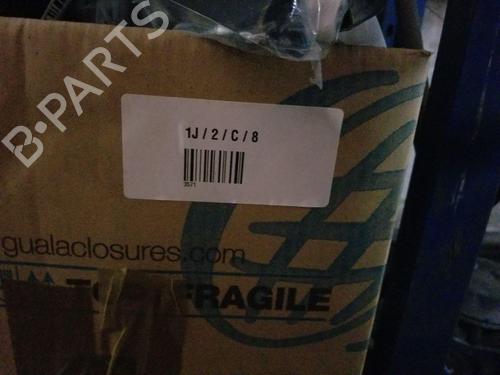 B-PARTS
1J / 2 / C / 8
3571
gualaclosures.com
FRAGILE